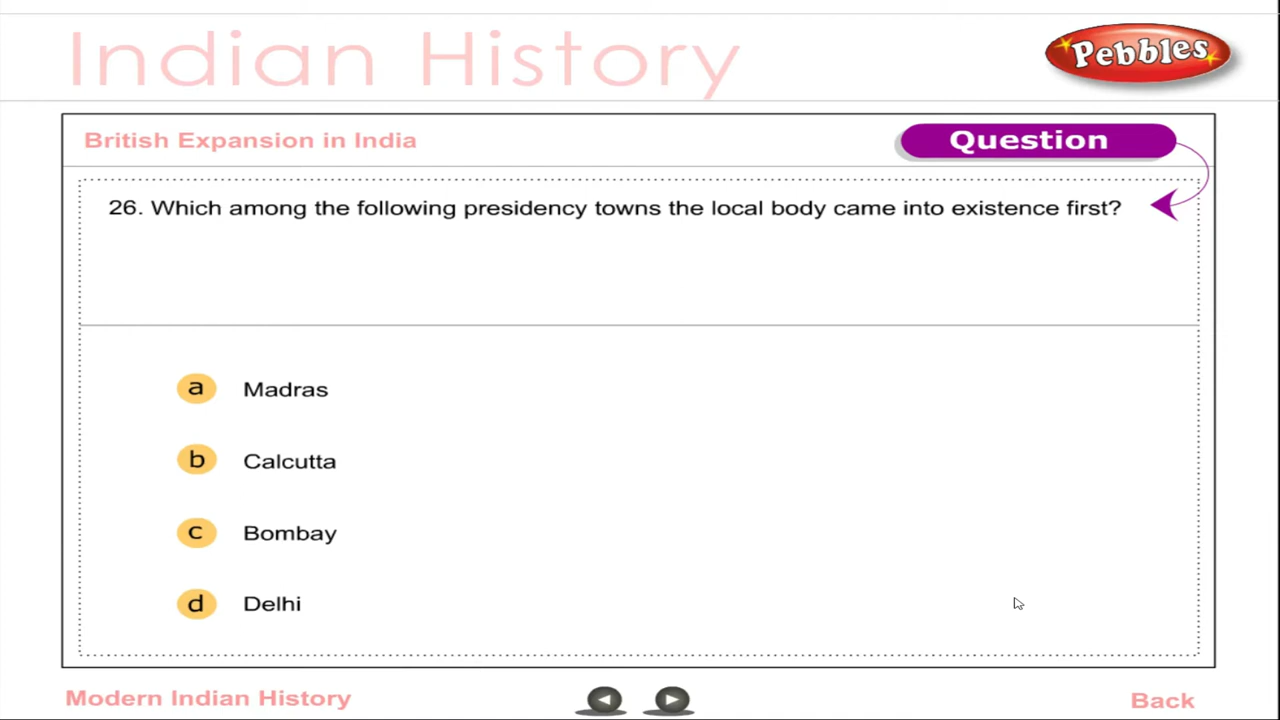 Indian History
Pebbles
British Expansion in India
Question
26. Which among the following presidency towns the local body came into existence first?
a Madras
b Calcutta
c Bombay
d Delhi
Modern Indian History
Back